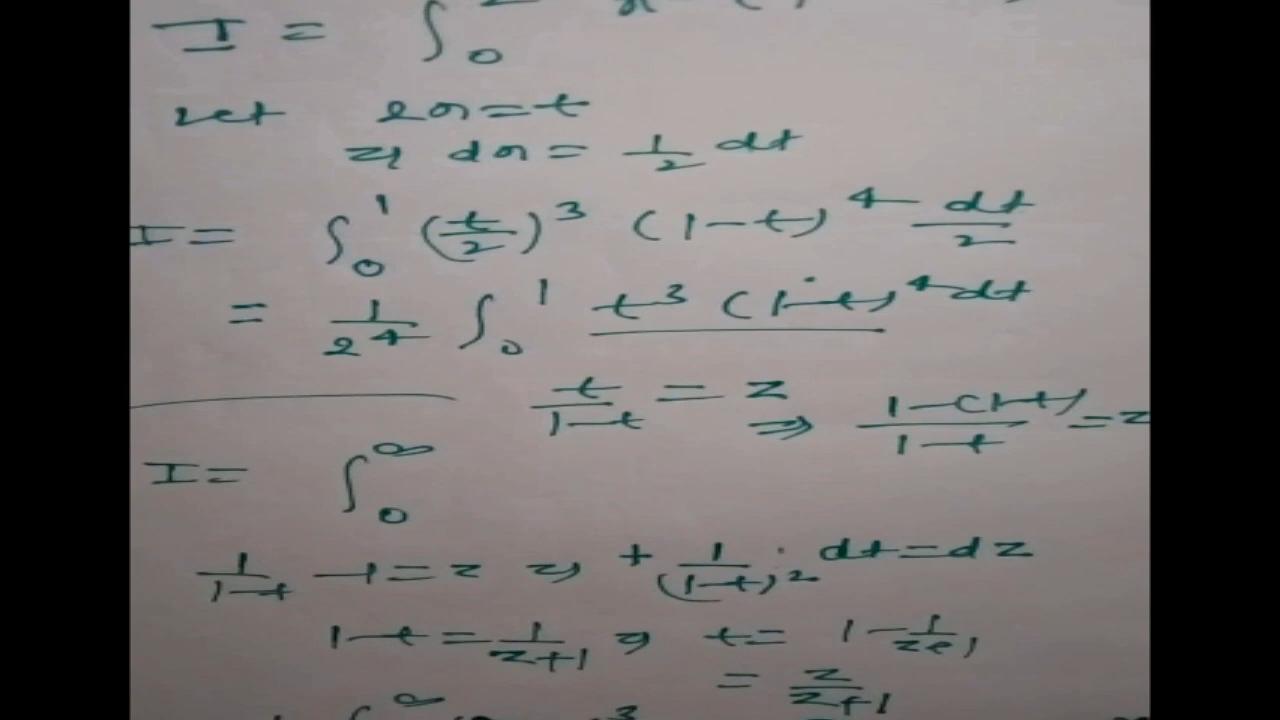 I = ∫₀
Let 2x = t
⇒ dx = 1/2 dt
I = ∫₀¹ (t/2)³ (1-t)⁴ dt/2
= 1/2⁴ ∫₀¹ t³ (1-t)⁴ dt
t/(1-t) = z ⇒ (1-(1-t))/(1-t) = z
I = ∫₀^∞
1/(1-t) - 1 = z ⇒ + 1/(1-t)² . dt = dz
1-t = 1/(z+1) ⇒ t = 1 - 1/(z+1)
= z/(z+1)
∫ ∞ 3